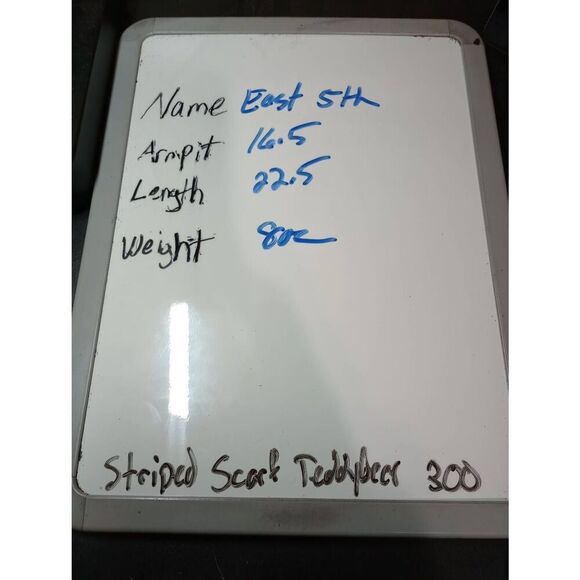 Name East 5th
Armpit 16.5
Length 22.5
Weight 8oz
Striped Scarf Teddybear 300